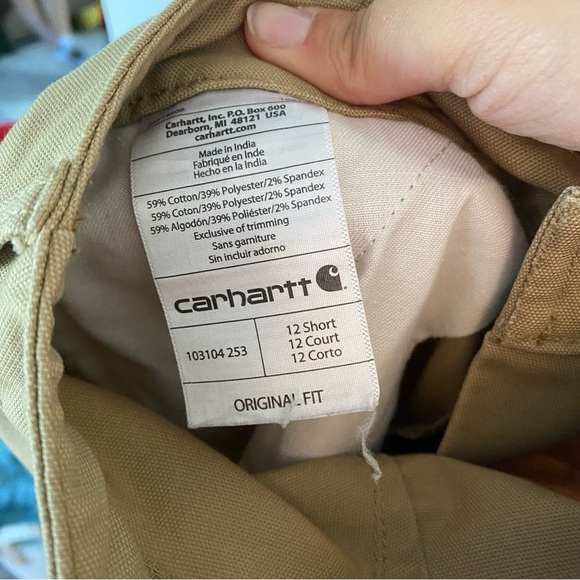 Carhartt, Inc. P.O. Box 600
Dearborn, MI 48121 USA
carhartt.com
Made in India
Fabriqué en Inde
Hecho en la India
59% Cotton/39% Polyester/2% Spandex
59% Coton/39% Polyester/2% Spandex
59% Algodón/39% Poliéster/2% Spandex
Exclusive of trimming
Sans garniture
Sin incluir adorno
carhartt
103104 253
12 Short
12 Court
12 Corto
ORIGINAL FIT